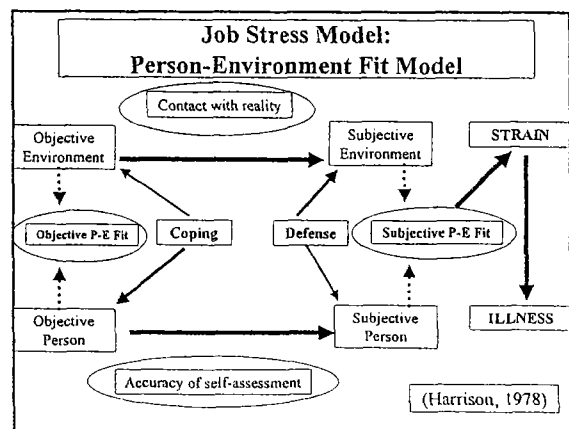 Job Stress Model:
Person-Environment Fit Model
Contact with reality
Objective
Environment
Subjective
Environment
STRAIN
Objective P-E Fit
Coping
Defense
Subjective P-E Fit
Objective
Person
Subjective
Person
ILLNESS
Accuracy of self-assessment
(Harrison, 1978)